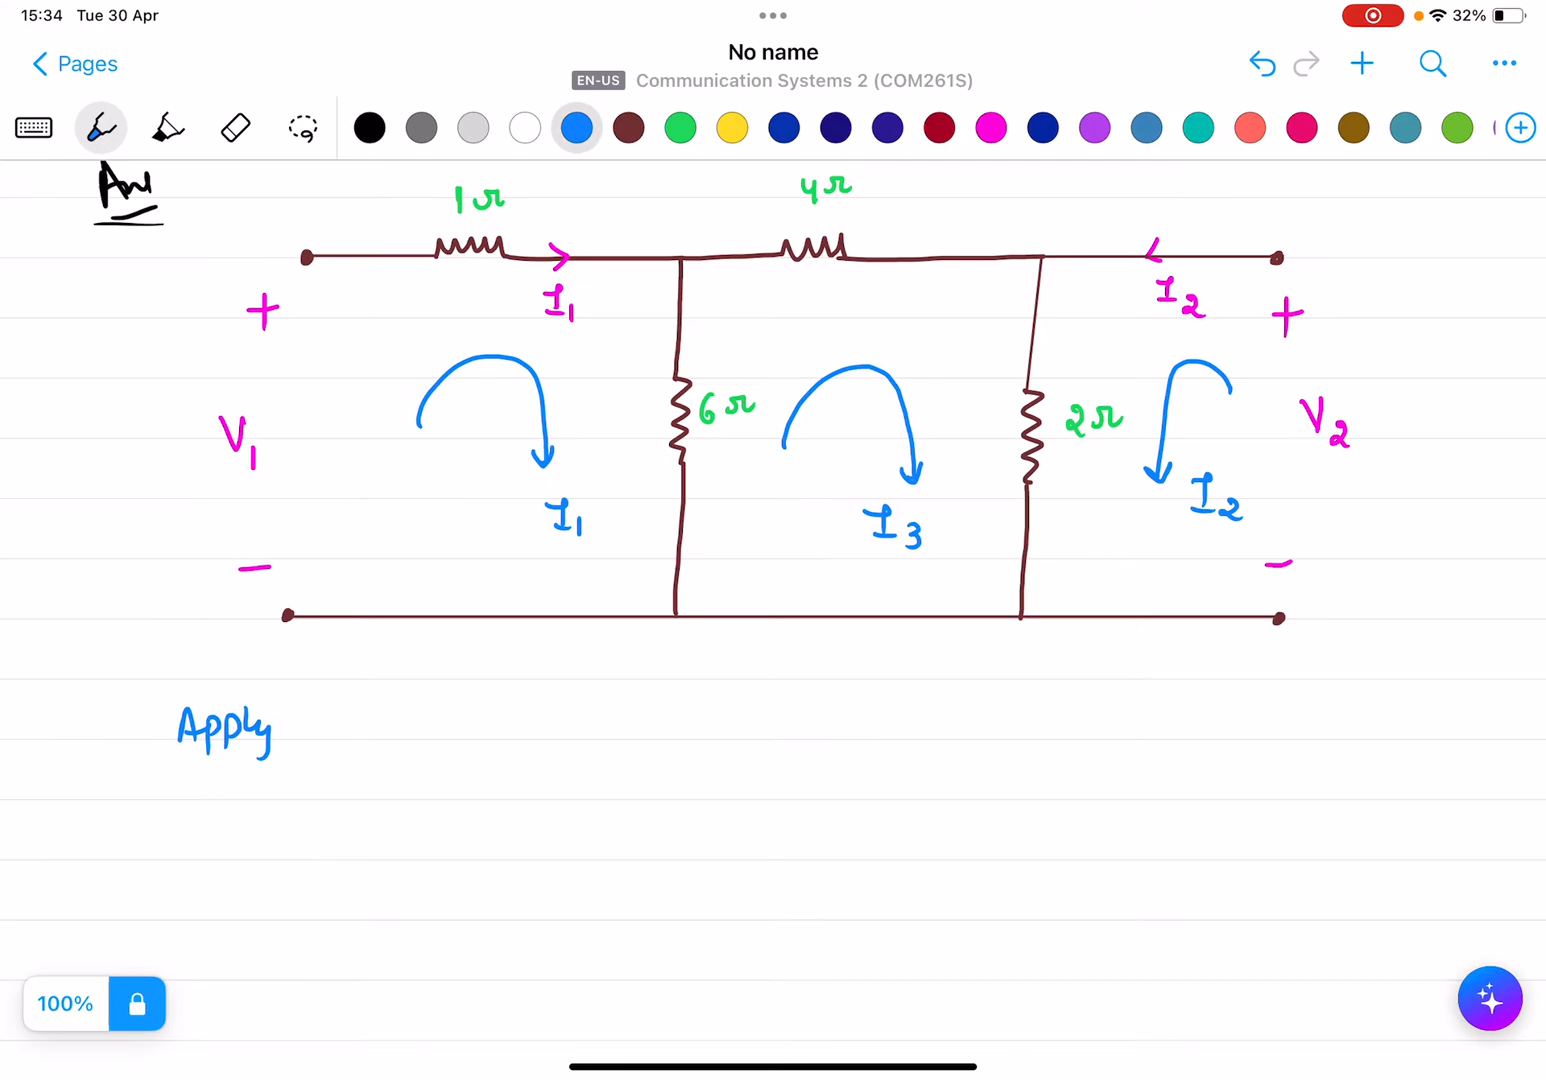 15:34 Tue 30 Apr
32%
Pages
No name
EN-US Communication Systems 2 (COM261S)
Ans
1Ω
4Ω
I1
I2
+
+
V1
6Ω
2Ω
V2
I1
I3
I2
−
−
Apply
100%